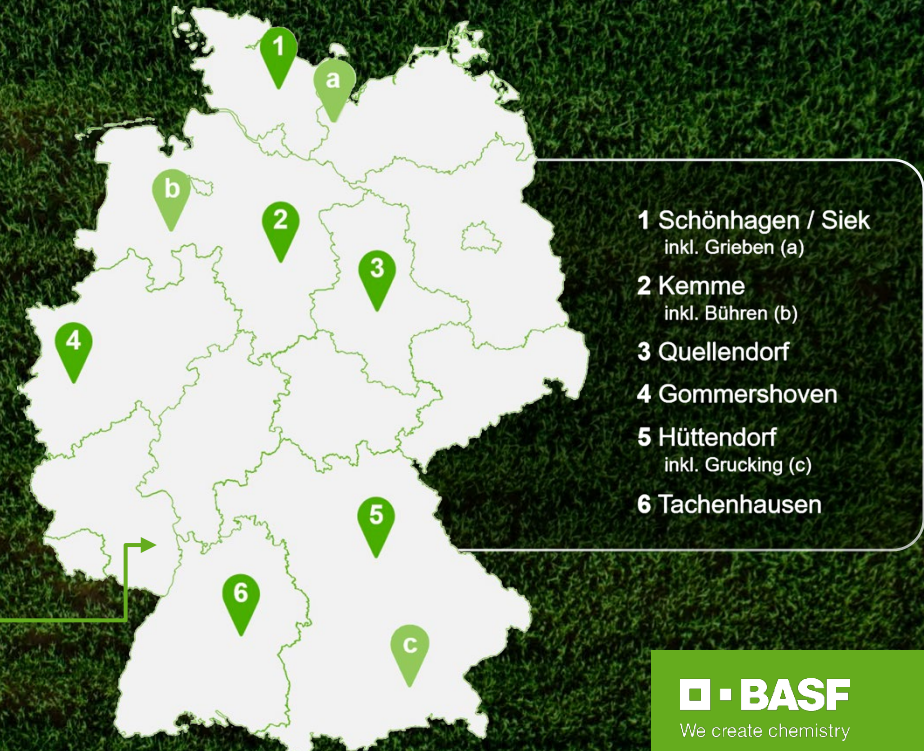 1
a
b
2
3
4
5
6
c
1 Schönhagen / Siek
inkl. Grieben (a)
2 Kemme
inkl. Bühren (b)
3 Quellendorf
4 Gommershoven
5 Hüttendorf
inkl. Grucking (c)
6 Tachenhausen
BASF
We create chemistry